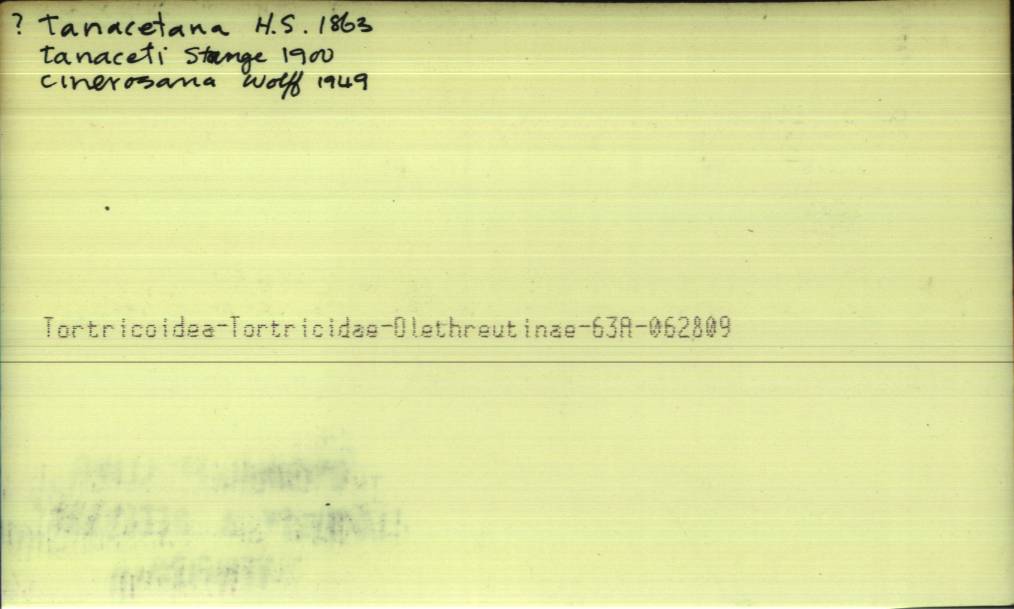 ? tanacetana H.S. 1863
tanaceti Stange 1900
cinerosana Wolff 1949
Tortricoidea-Tortricidae-Olethreutinae-63A-062809